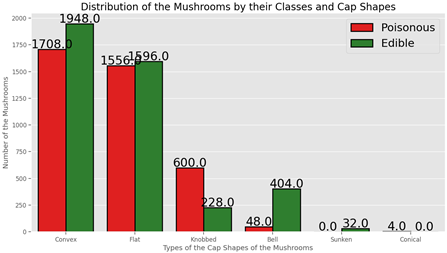 Distribution of the Mushrooms by their Classes and Cap Shapes
Number of the Mushrooms
2000
1750
1500
1250
1000
750
500
250
0
1708.0
1948.0
1556.0
1596.0
600.0
228.0
48.0
404.0
0.0
32.0
4.0
0.0
Poisonous
Edible
Convex
Flat
Knobbed
Bell
Sunken
Conical
Types of the Cap Shapes of the Mushrooms